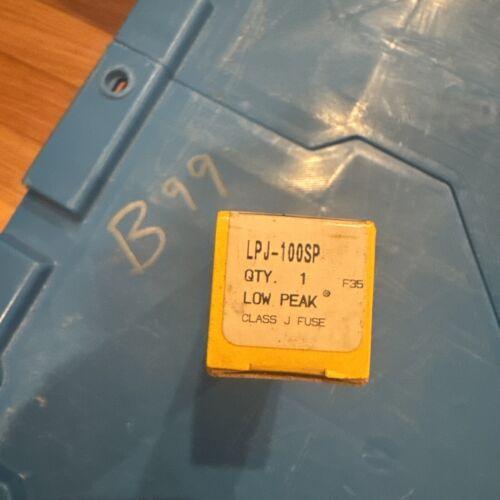 B99
LPJ-100SP
QTY. 1 F35
LOW PEAK®
CLASS J FUSE